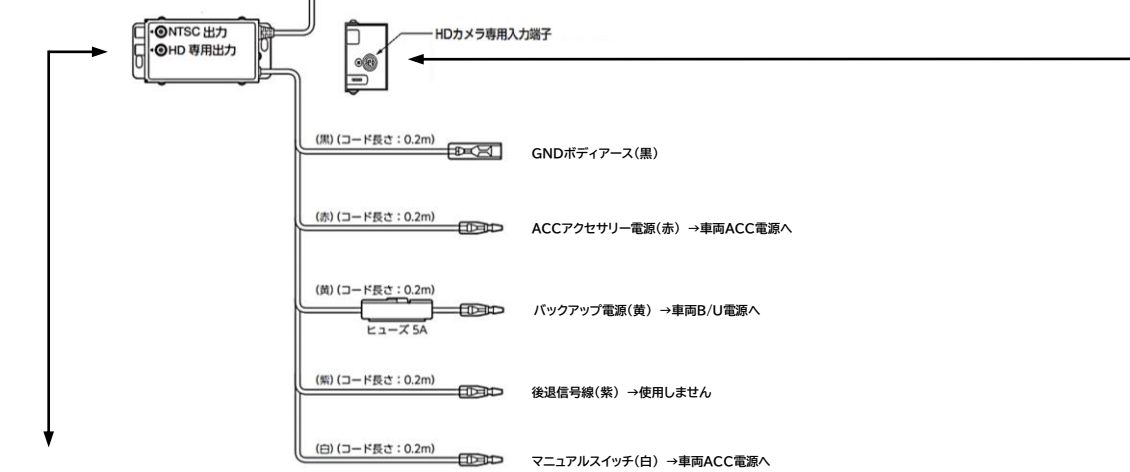 NTSC 出力
HD 専用出力
HDカメラ専用入力端子
(黒) (コード長さ：0.2m)
GNDボディアース(黒)
(赤) (コード長さ：0.2m)
ACCアクセサリー電源(赤) →車両ACC電源へ
(黄) (コード長さ：0.2m)
バックアップ電源(黄) →車両B/U電源へ
ヒューズ 5A
(紫) (コード長さ：0.2m)
後退信号線(紫) →使用しません
(白) (コード長さ：0.2m)
マニュアルスイッチ(白) →車両ACC電源へ